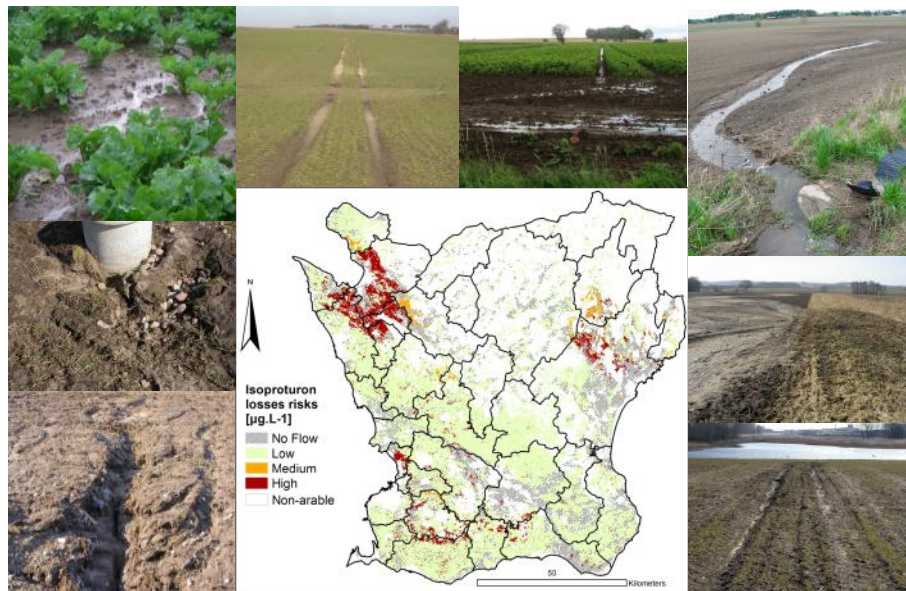 N
Isoproturon
losses risks
[µg.L-1]
No Flow
Low
Medium
High
Non-arable
50
Kilometers